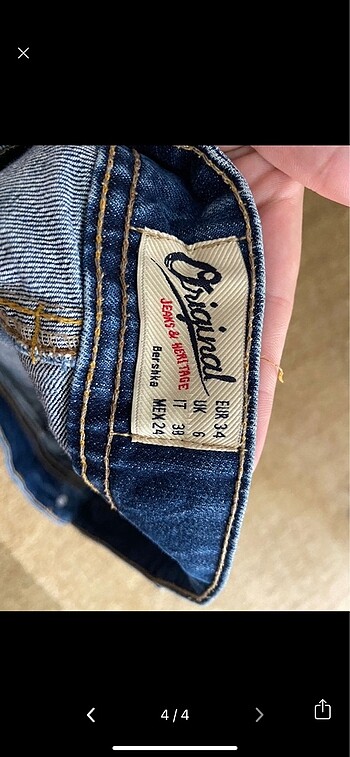 Original
JEANS & HERITAGE
Bershka
EUR 34
UK 6
IT 38
MEX 24
4/4